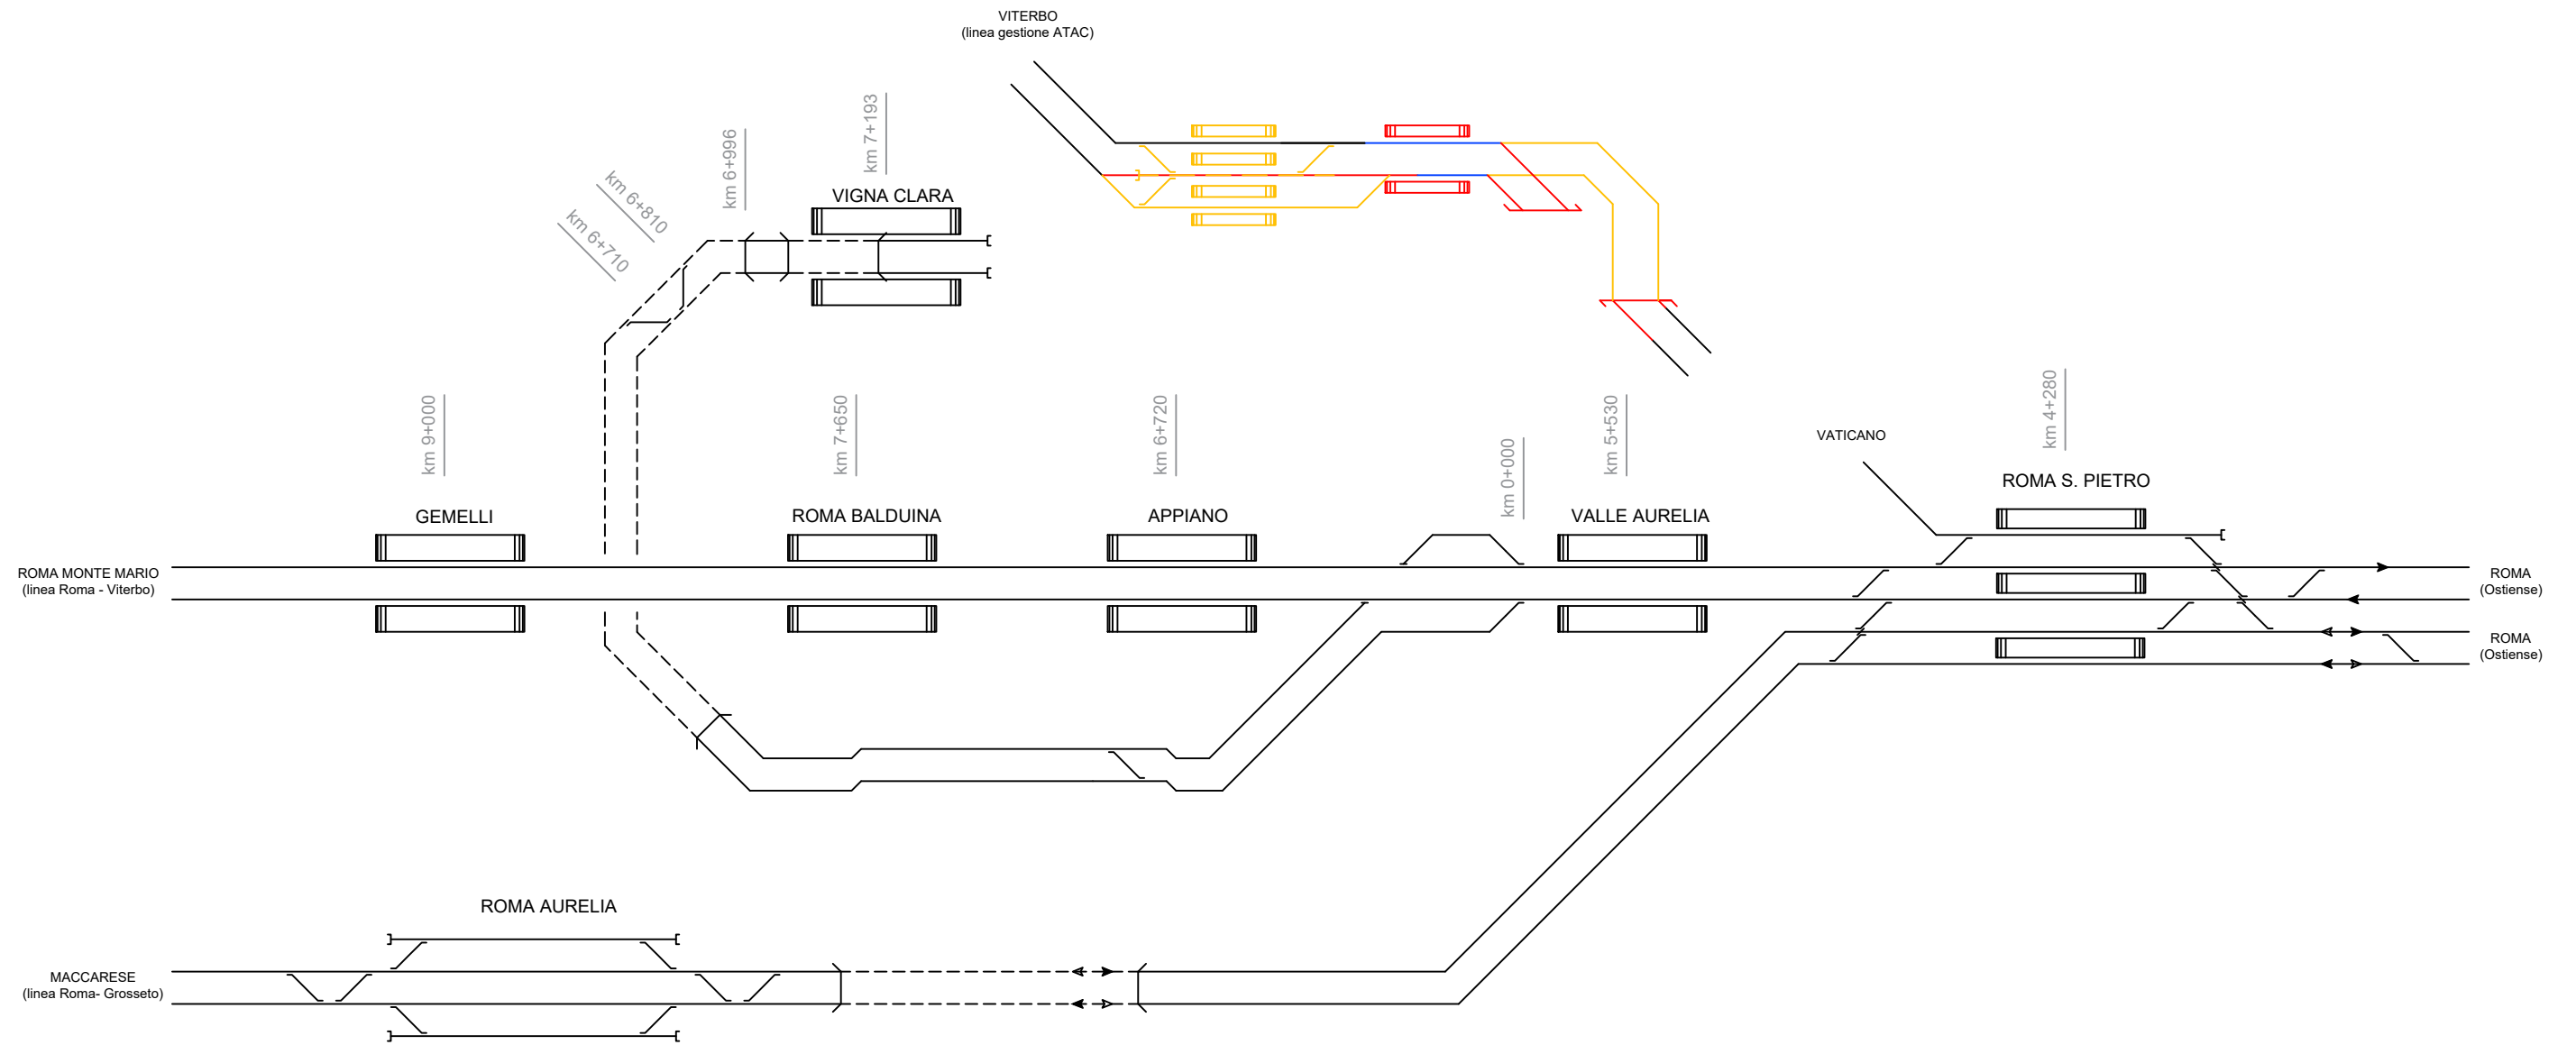 VITERBO
(linea gestione ATAC)
km 7+193
km 6+996
km 6+810
km 6+710
VIGNA CLARA
km 9+000
km 7+650
km 6+720
km 0+000
km 5+530
km 4+280
VATICANO
ROMA S. PIETRO
GEMELLI
ROMA BALDUINA
APPIANO
VALLE AURELIA
ROMA MONTE MARIO
(linea Roma - Viterbo)
ROMA
(Ostiense)
ROMA
(Ostiense)
ROMA AURELIA
MACCARESE
(linea Roma- Grosseto)